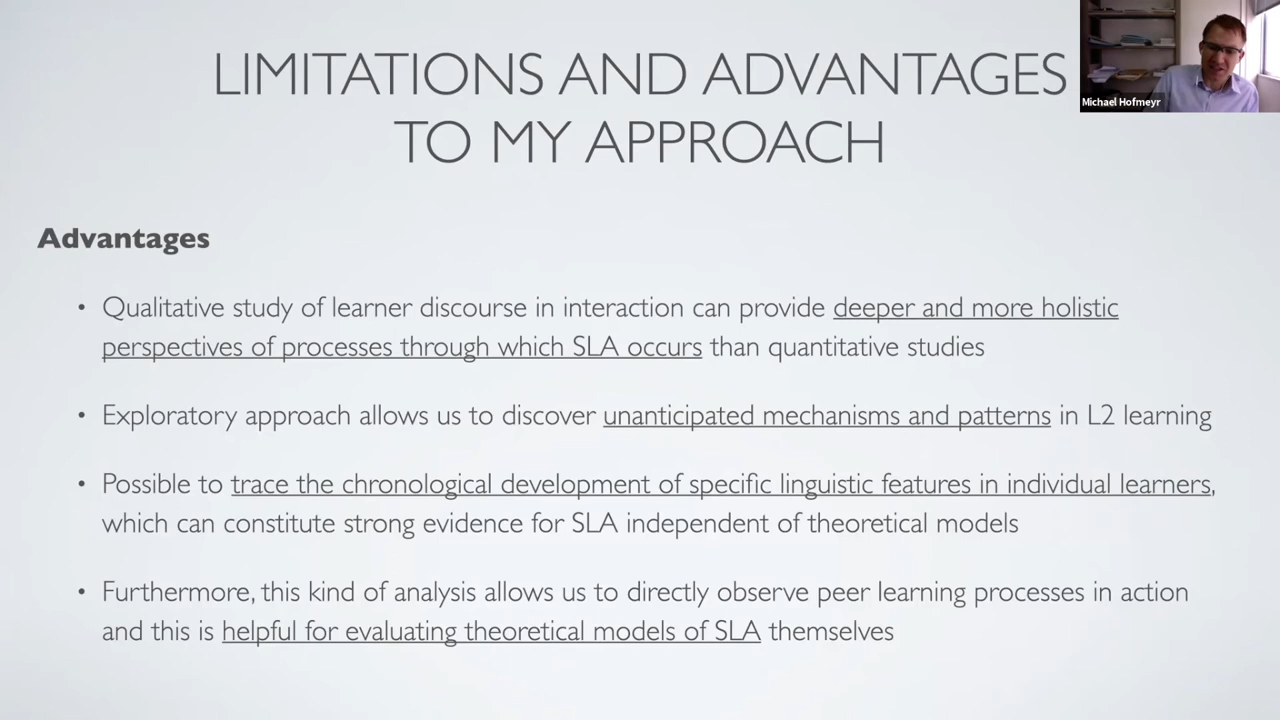 LIMITATIONS AND ADVANTAGES
TO MY APPROACH
Michael Hofmeyr
Advantages
• Qualitative study of learner discourse in interaction can provide deeper and more holistic
perspectives of processes through which SLA occurs than quantitative studies
• Exploratory approach allows us to discover unanticipated mechanisms and patterns in L2 learning
• Possible to trace the chronological development of specific linguistic features in individual learners,
which can constitute strong evidence for SLA independent of theoretical models
• Furthermore, this kind of analysis allows us to directly observe peer learning processes in action
and this is helpful for evaluating theoretical models of SLA themselves